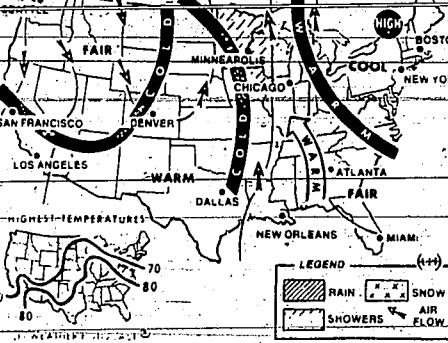 HIGH
BOSTO
FAIR
COLD
MINNEAPOLIS
WARM
COOL
NEW YO
CHICAGO
COLD
SAN FRANCISCO
DENVER
COLD
LOS ANGELES
WARM
WARM
ATLANTA
FAIR
DALLAS
HIGHEST TEMPERATURES
NEW ORLEANS
MIAMI
70
80
80
LEGEND
RAIN
SNOW
SHOWERS
AIR
FLOW